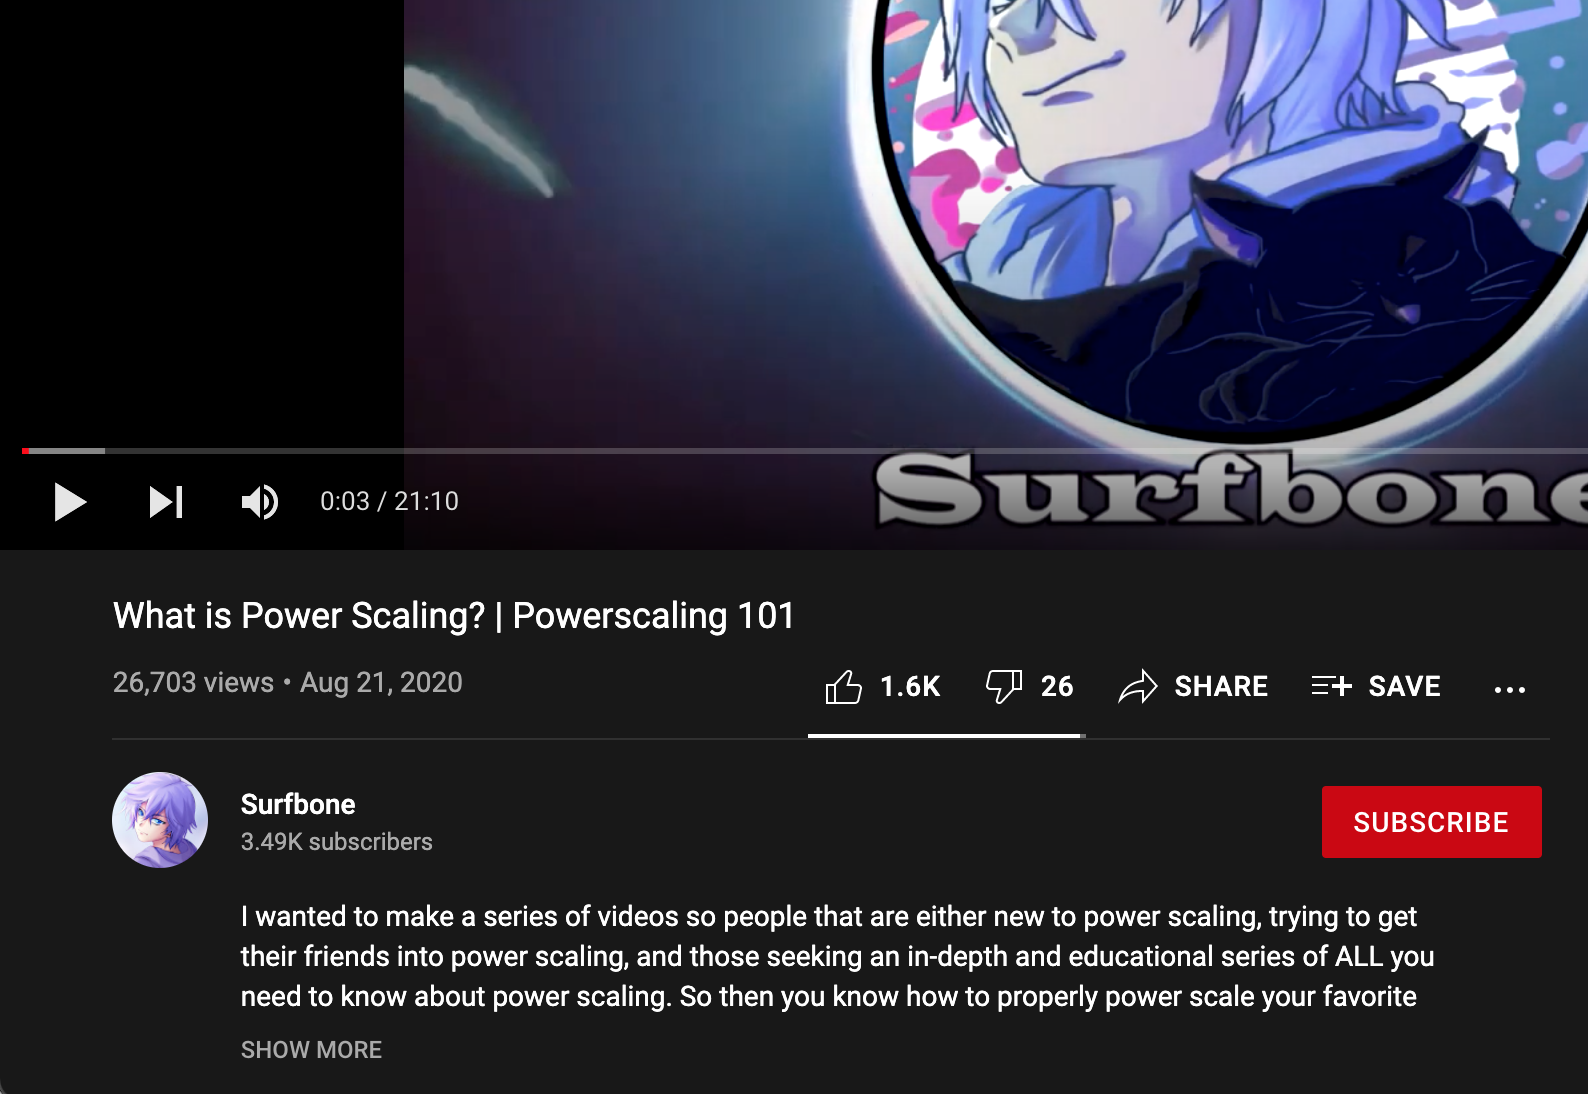 Surfbone
0:03 / 21:10
What is Power Scaling? | Powerscaling 101
26,703 views • Aug 21, 2020
1.6K
26
SHARE
SAVE
Surfbone
3.49K subscribers
SUBSCRIBE
I wanted to make a series of videos so people that are either new to power scaling, trying to get
their friends into power scaling, and those seeking an in-depth and educational series of ALL you
need to know about power scaling. So then you know how to properly power scale your favorite
SHOW MORE